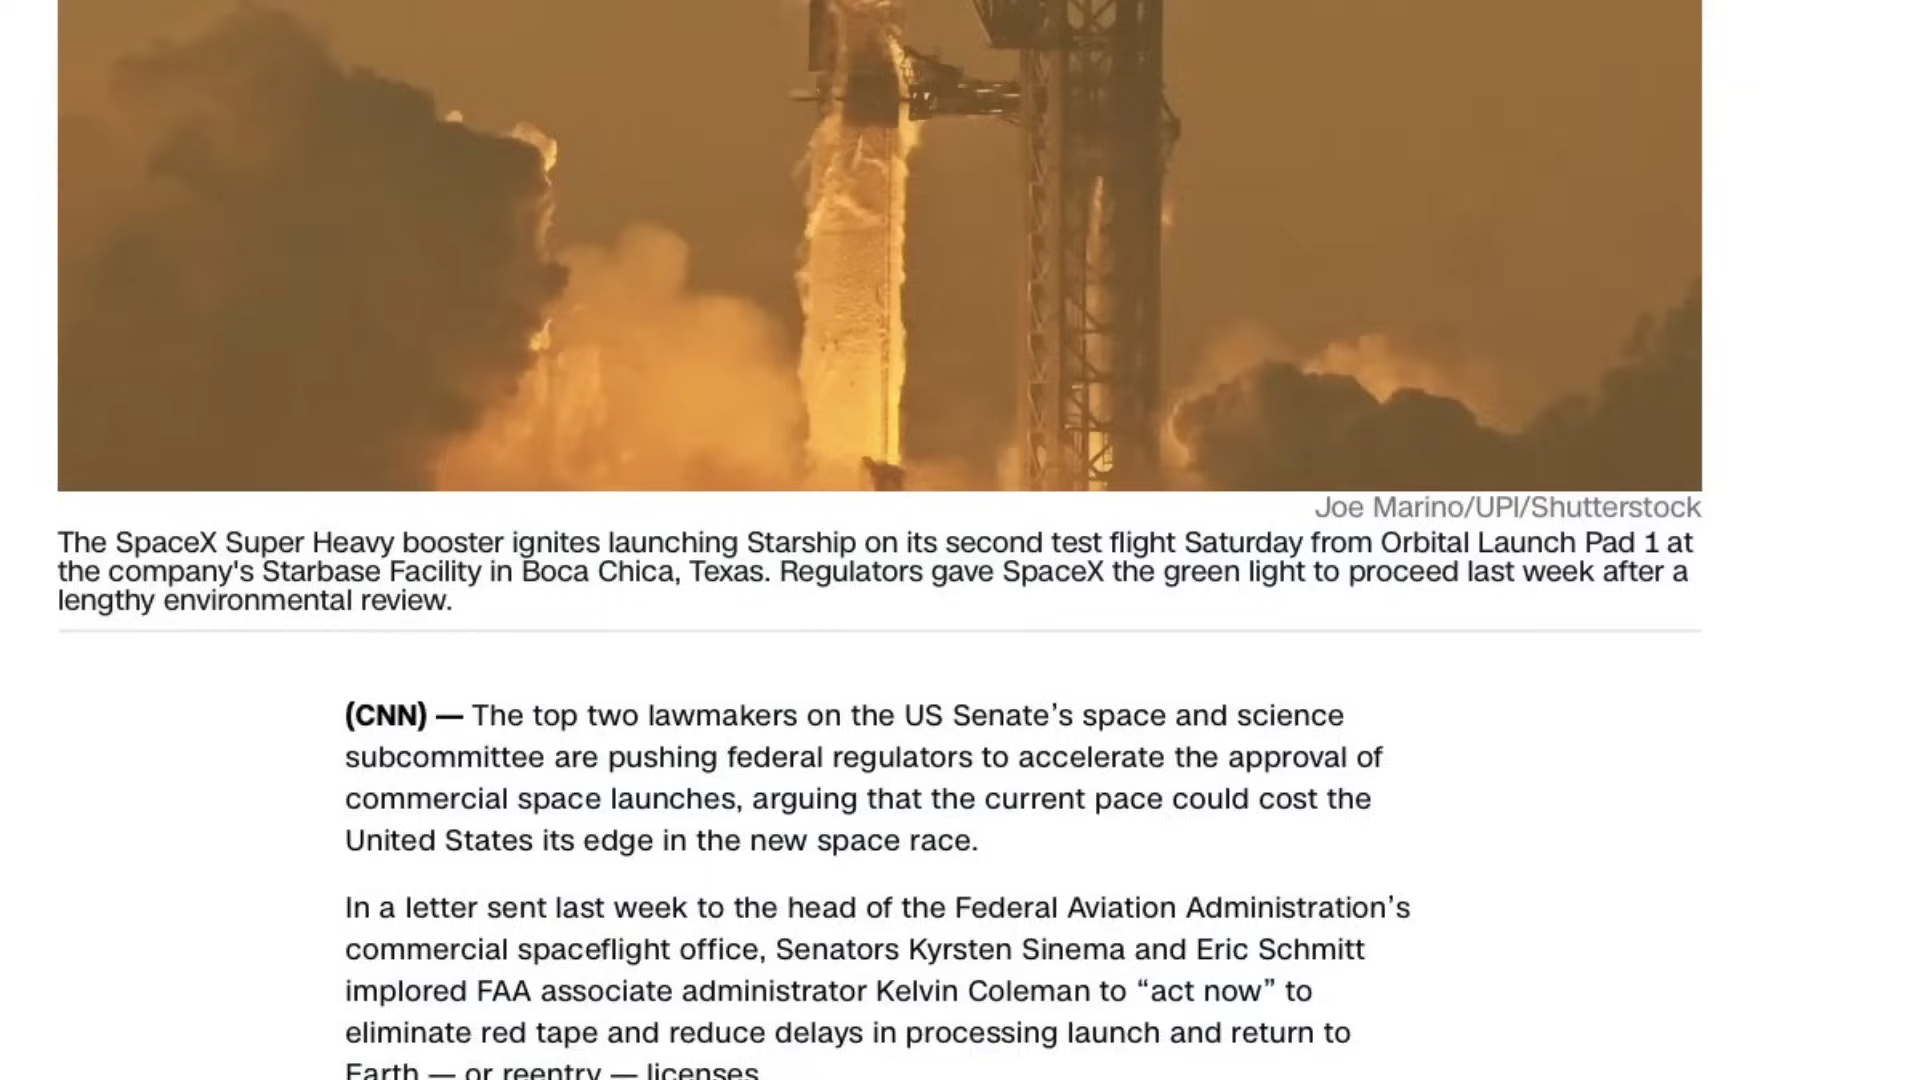 Joe Marino/UPI/Shutterstock
The SpaceX Super Heavy booster ignites launching Starship on its second test flight Saturday from Orbital Launch Pad 1 at
the company's Starbase Facility in Boca Chica, Texas. Regulators gave SpaceX the green light to proceed last week after a
lengthy environmental review.
(CNN) — The top two lawmakers on the US Senate’s space and science
subcommittee are pushing federal regulators to accelerate the approval of
commercial space launches, arguing that the current pace could cost the
United States its edge in the new space race.
In a letter sent last week to the head of the Federal Aviation Administration’s
commercial spaceflight office, Senators Kyrsten Sinema and Eric Schmitt
implored FAA associate administrator Kelvin Coleman to “act now” to
eliminate red tape and reduce delays in processing launch and return to
Earth — or reentry — licenses.